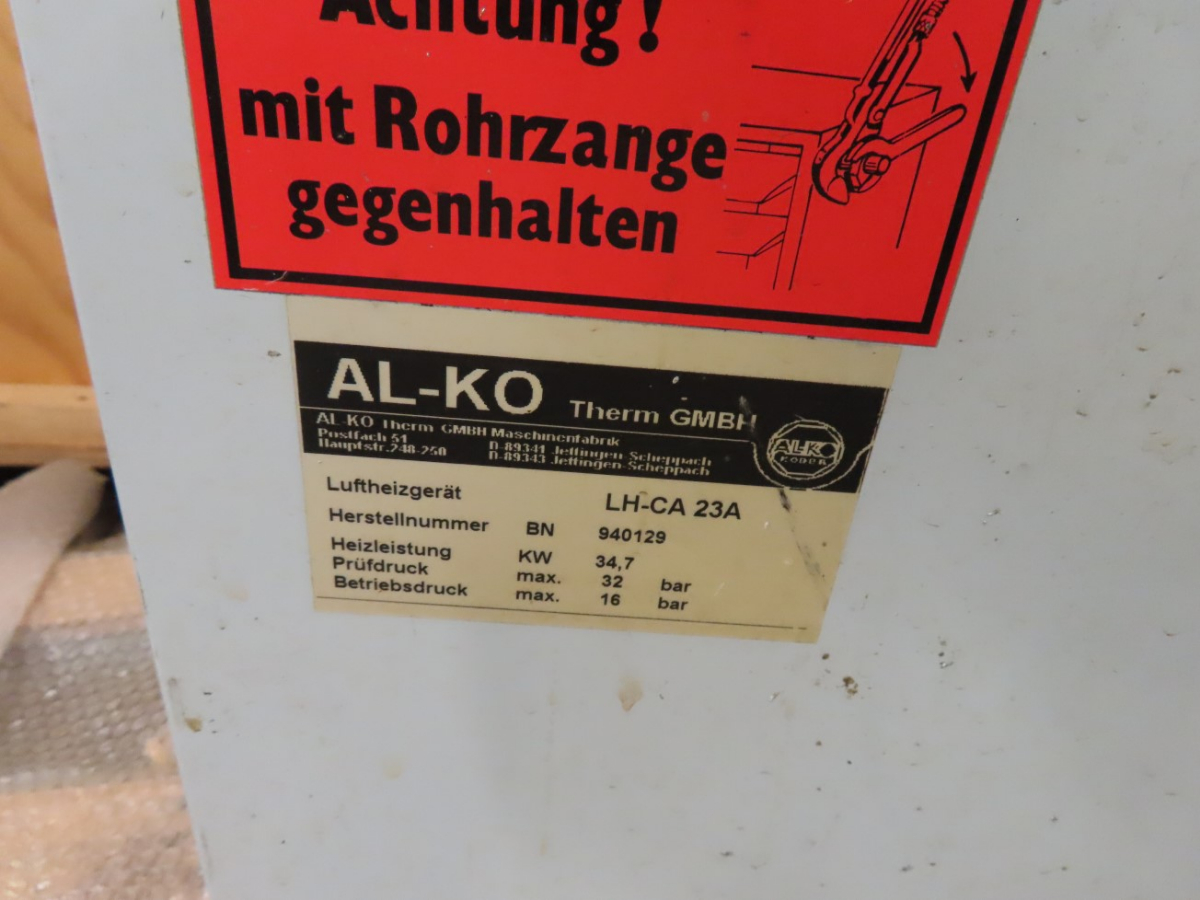 Achtung!
mit Rohrzange
gegenhalten
AL-KO Therm GMBH
AL-KO Therm GMBH Maschinenfabrik
Postfach 51 D-89341 Jettingen-Scheppach
Hauptstr.248-250 D-89343 Jettingen-Scheppach
AL-KO
KOBER
Luftheizgerät LH-CA 23A
Herstellnummer BN 940129
Heizleistung KW 34,7
Prüfdruck max. 32 bar
Betriebsdruck max. 16 bar